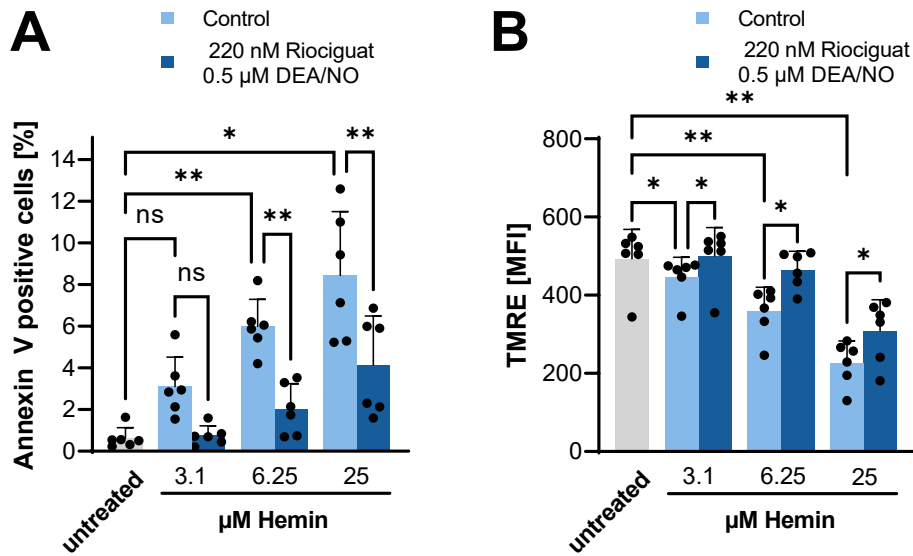 A
Control
220 nM Riociguat
0.5 µM DEA/NO
Annexin V positive cells [%]
14
12
10
8
6
4
2
0
*
**
**
**
ns
ns
untreated
3.1
6.25
25
µM Hemin
B
Control
220 nM Riociguat
0.5 µM DEA/NO
TMRE [MFI]
800
600
400
200
0
**
**
*
*
*
*
untreated
3.1
6.25
25
µM Hemin